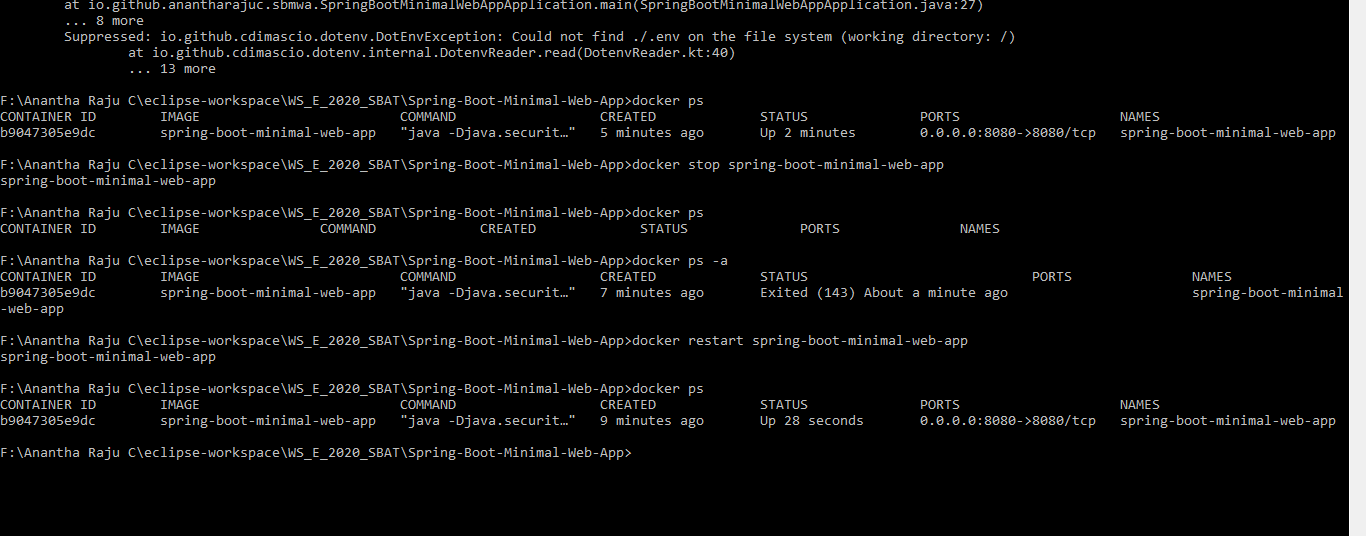 at io.github.anantharajuc.sbmwa.SpringBootMinimalWebAppApplication.main(SpringBootMinimalWebAppApplication.java:27)
... 8 more
Suppressed: io.github.cdimascio.dotenv.DotEnvException: Could not find ./.env on the file system (working directory: /)
at io.github.cdimascio.dotenv.internal.DotenvReader.read(DotenvReader.kt:40)
... 13 more
F:\Anantha Raju C\eclipse-workspace\WS_E_2020_SBAT\Spring-Boot-Minimal-Web-App>docker ps
CONTAINER ID IMAGE COMMAND CREATED STATUS PORTS NAMES
b9047305e9dc spring-boot-minimal-web-app "java -Djava.securit…" 5 minutes ago Up 2 minutes 0.0.0.0:8080->8080/tcp spring-boot-minimal-web-app
F:\Anantha Raju C\eclipse-workspace\WS_E_2020_SBAT\Spring-Boot-Minimal-Web-App>docker stop spring-boot-minimal-web-app
spring-boot-minimal-web-app
F:\Anantha Raju C\eclipse-workspace\WS_E_2020_SBAT\Spring-Boot-Minimal-Web-App>docker ps
CONTAINER ID IMAGE COMMAND CREATED STATUS PORTS NAMES
F:\Anantha Raju C\eclipse-workspace\WS_E_2020_SBAT\Spring-Boot-Minimal-Web-App>docker ps -a
CONTAINER ID IMAGE COMMAND CREATED STATUS PORTS NAMES
b9047305e9dc spring-boot-minimal-web-app "java -Djava.securit…" 7 minutes ago Exited (143) About a minute ago spring-boot-minimal
-web-app
F:\Anantha Raju C\eclipse-workspace\WS_E_2020_SBAT\Spring-Boot-Minimal-Web-App>docker restart spring-boot-minimal-web-app
spring-boot-minimal-web-app
F:\Anantha Raju C\eclipse-workspace\WS_E_2020_SBAT\Spring-Boot-Minimal-Web-App>docker ps
CONTAINER ID IMAGE COMMAND CREATED STATUS PORTS NAMES
b9047305e9dc spring-boot-minimal-web-app "java -Djava.securit…" 9 minutes ago Up 28 seconds 0.0.0.0:8080->8080/tcp spring-boot-minimal-web-app
F:\Anantha Raju C\eclipse-workspace\WS_E_2020_SBAT\Spring-Boot-Minimal-Web-App>